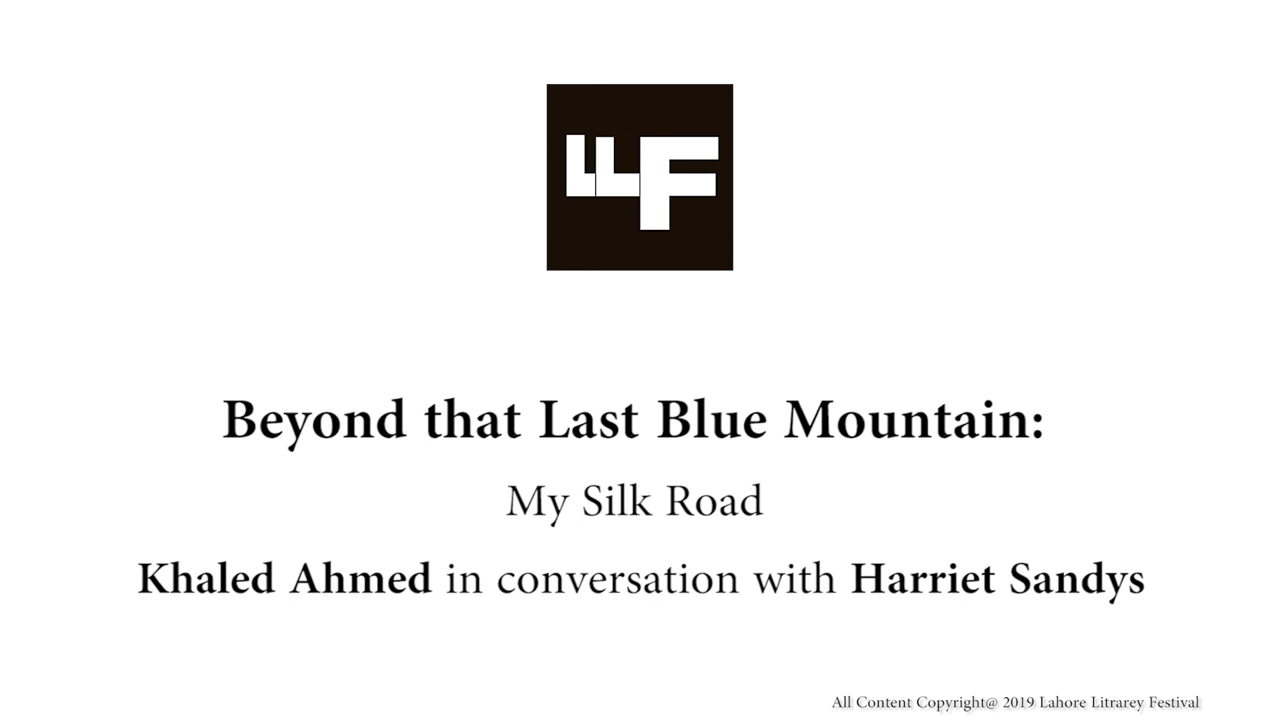 LLF
Beyond that Last Blue Mountain:
My Silk Road
Khaled Ahmed in conversation with Harriet Sandys
All Content Copyright@ 2019 Lahore Litrarey Festival